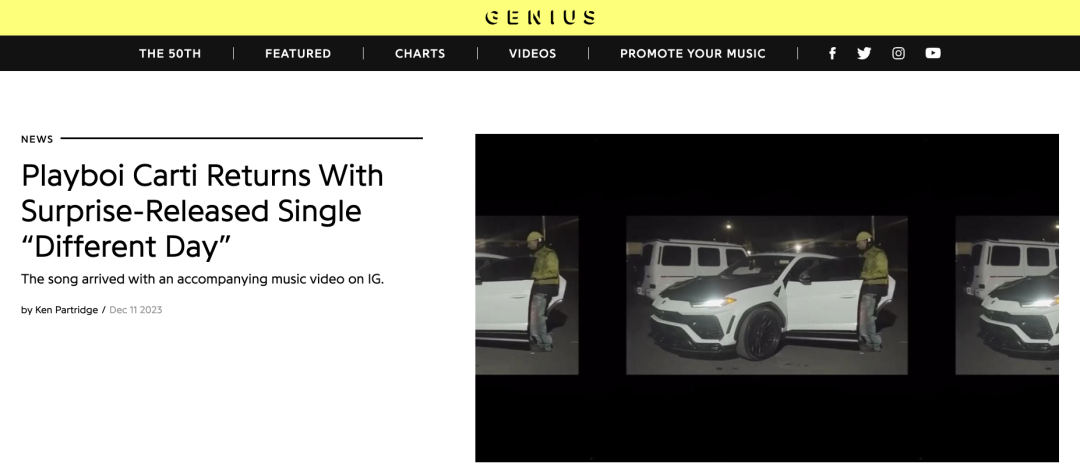 GENIUS
THE 50TH | FEATURED | CHARTS | VIDEOS | PROMOTE YOUR MUSIC |
NEWS
Playboi Carti Returns With
Surprise-Released Single
“Different Day”
The song arrived with an accompanying music video on IG.
by Ken Partridge / Dec 11 2023